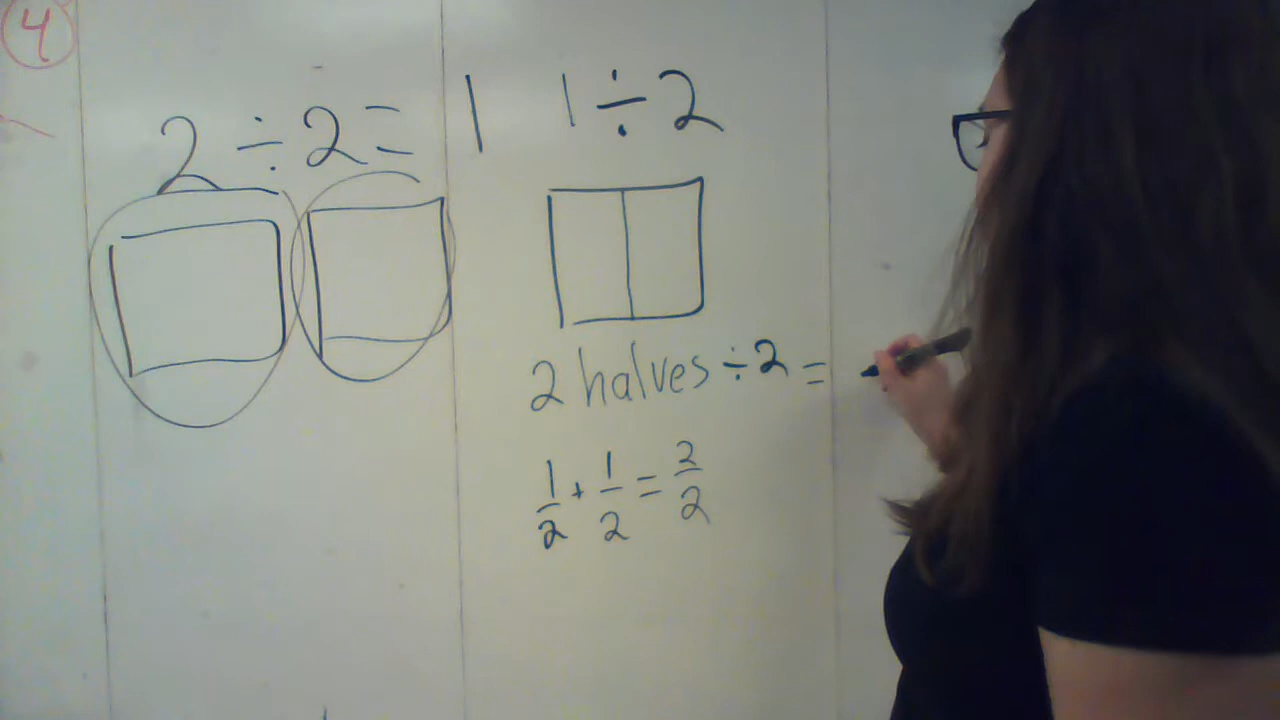 4
2 ÷ 2 = 1
1 ÷ 2
2 halves ÷ 2 =
1/2 + 1/2 = 2/2